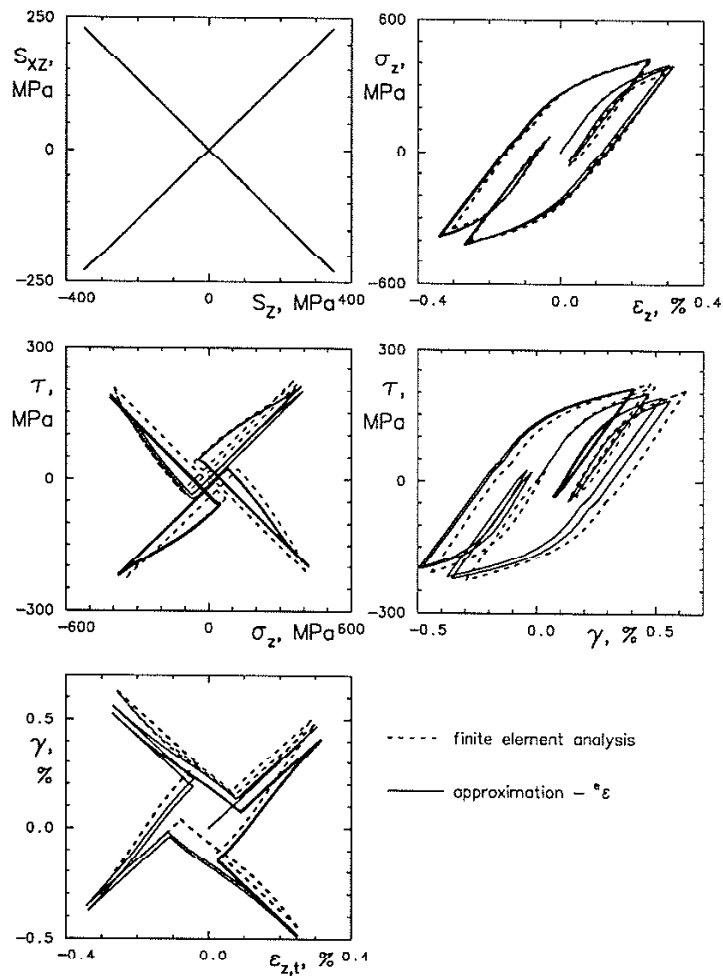 250
S_XZ,
MPa
0
−250
−400
0
400
S_Z, MPa
600
σ_z,
MPa
0
−600
−0.4
0.0
0.4
ε_z, %
300
τ,
MPa
0
−300
−600
0
600
σ_z, MPa
300
τ,
MPa
0
−300
−0.5
0.0
0.5
γ, %
0.5
γ,
%
0.0
−0.5
−0.4
0.0
0.4
ε_z,t, %
finite element analysis
approximation − ᵉε